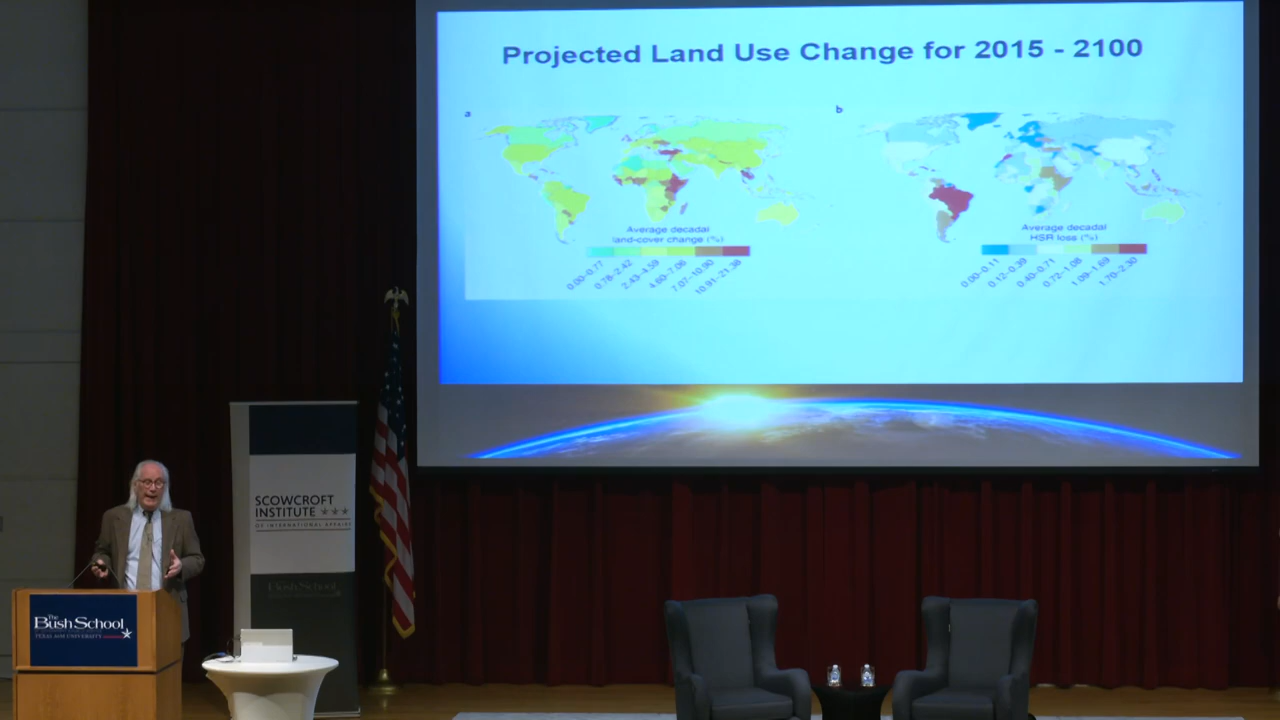 Projected Land Use Change for 2015 - 2100
a
b
Average decadal
land-cover change (%)
0.00–0.77
0.78–2.42
2.43–4.59
4.60–7.06
7.07–10.90
10.91–21.38
Average decadal
HSR loss (%)
0.00–0.11
0.12–0.39
0.40–0.71
0.72–1.08
1.09–1.69
1.70–2.30
SCOWCROFT
INSTITUTE
OF INTERNATIONAL AFFAIRS
Bush School
The
Bush School
TEXAS A&M UNIVERSITY